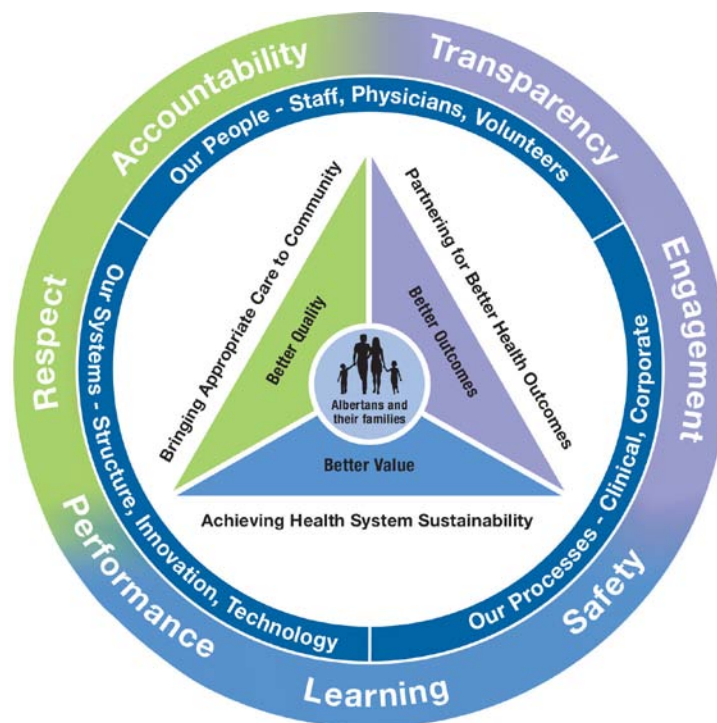 Accountability
Transparency
Our People - Staff, Physicians, Volunteers
Respect
Engagement
Our Systems - Structure, Innovation, Technology
Our Processes - Clinical, Corporate
Bringing Appropriate Care to Community
Partnering for Better Health Outcomes
Better Quality
Better Outcomes
Albertans and
their families
Better Value
Achieving Health System Sustainability
Performance
Safety
Learning